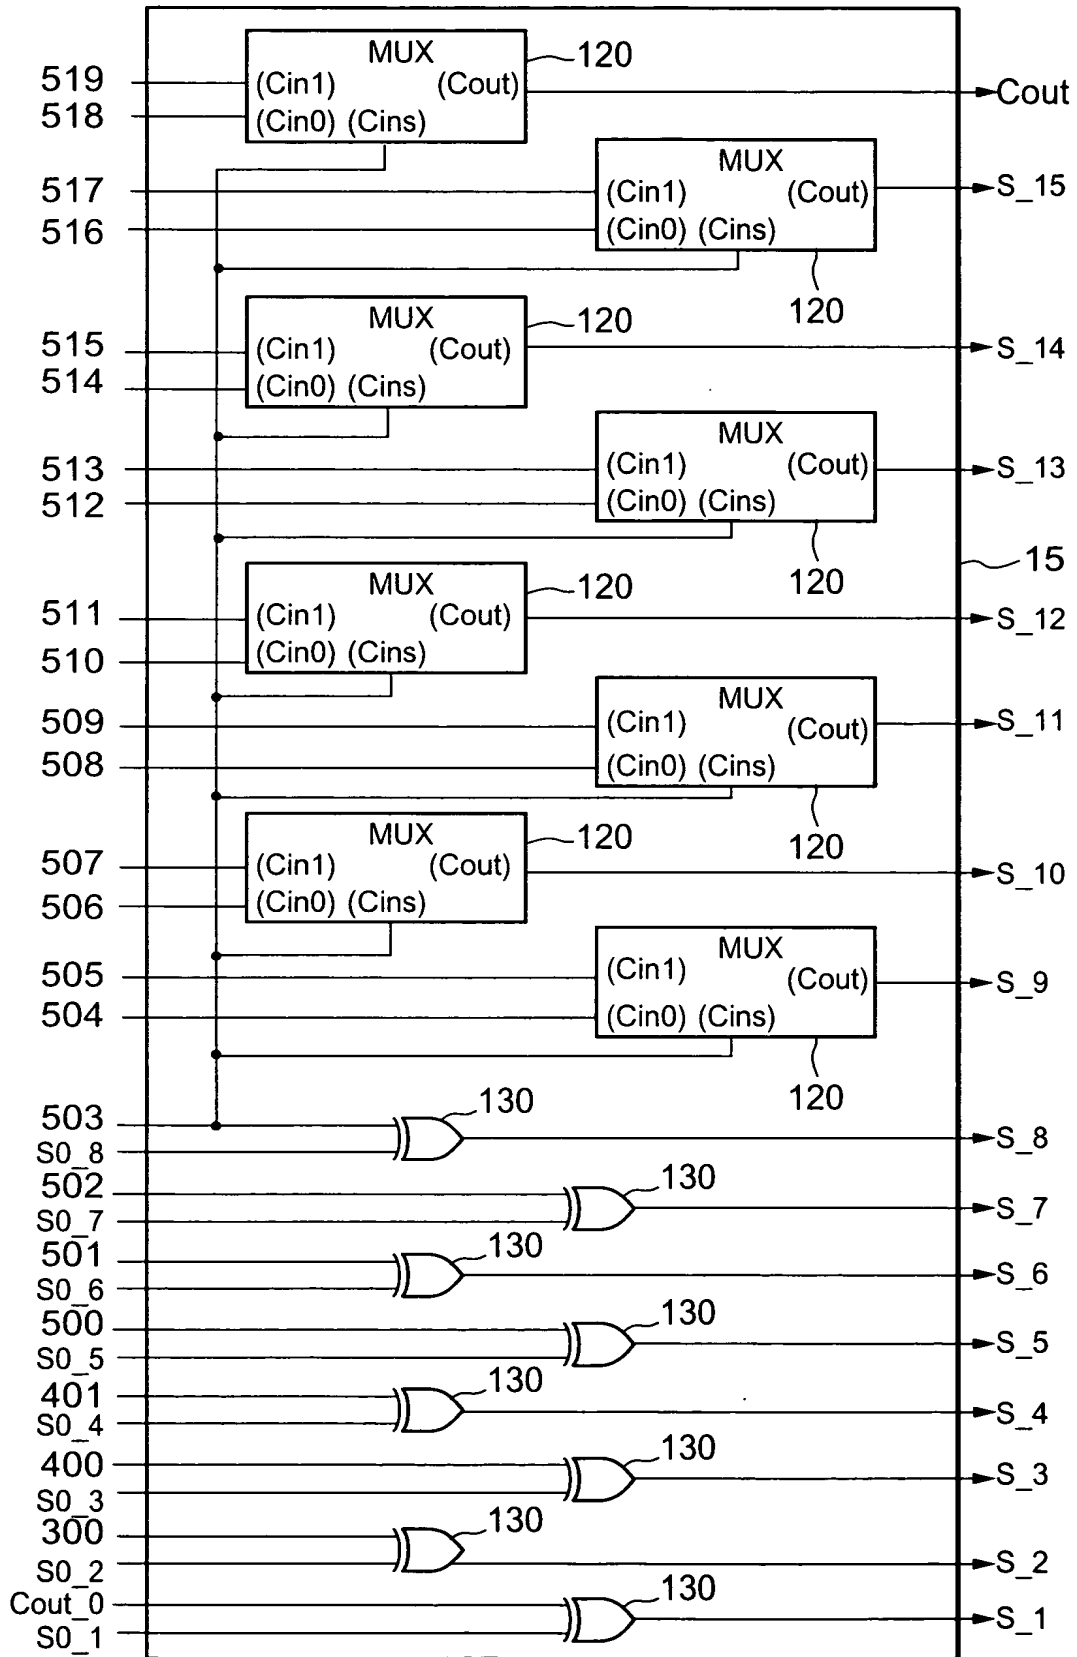 MUX
120
519
(Cin1)
(Cout)
Cout
518
(Cin0) (Cins)
MUX
517
(Cin1)
(Cout)
S_15
516
(Cin0) (Cins)
120
MUX
120
515
(Cin1)
(Cout)
S_14
514
(Cin0) (Cins)
MUX
513
(Cin1)
(Cout)
S_13
512
(Cin0) (Cins)
15
120
MUX
120
511
(Cin1)
(Cout)
S_12
510
(Cin0) (Cins)
MUX
509
(Cin1)
(Cout)
S_11
508
(Cin0) (Cins)
120
MUX
120
507
(Cin1)
(Cout)
S_10
506
(Cin0) (Cins)
MUX
505
(Cin1)
(Cout)
S_9
504
(Cin0) (Cins)
120
503
130
S0_8
S_8
502
130
S0_7
S_7
501
130
S0_6
S_6
500
130
S0_5
S_5
401
130
S0_4
S_4
400
130
S0_3
S_3
300
130
S0_2
S_2
Cout_0
130
S0_1
S_1